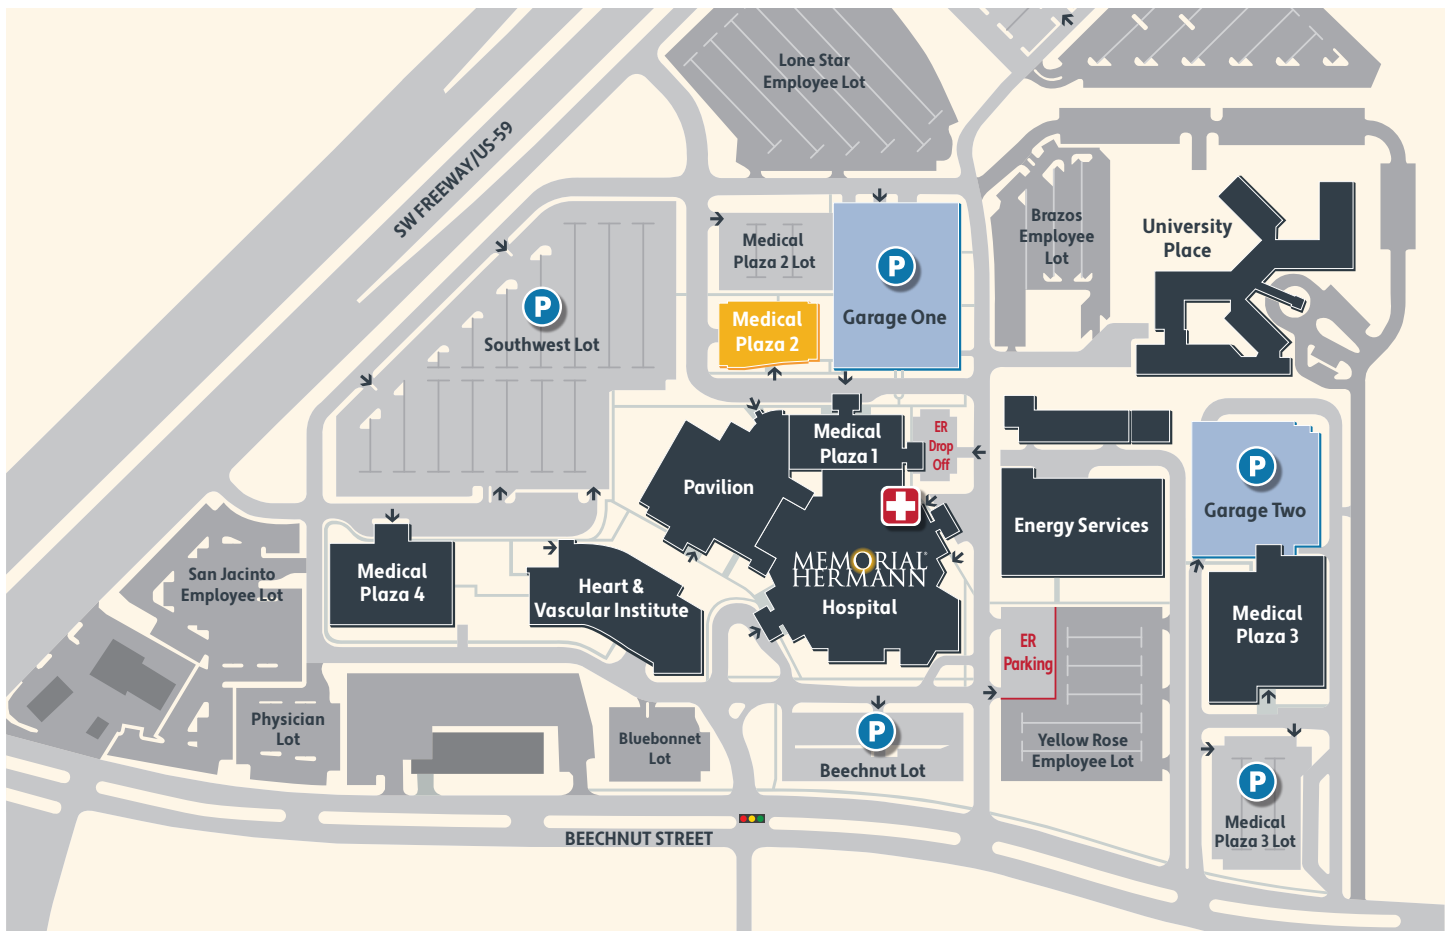 Lone Star
Employee Lot
SW FREEWAY/US-59
Medical
Plaza 2 Lot
P
Garage One
Brazos
Employee
Lot
University
Place
P
Southwest Lot
Medical
Plaza 2
Medical
Plaza 1
ER
Drop
Off
Pavilion
P
Garage Two
Energy Services
MEMORIAL®
HERMANN
Hospital
San Jacinto
Employee Lot
Medical
Plaza 4
Heart &
Vascular Institute
ER
Parking
Medical
Plaza 3
Physician
Lot
Bluebonnet
Lot
P
Beechnut Lot
Yellow Rose
Employee Lot
P
Medical
Plaza 3 Lot
BEECHNUT STREET